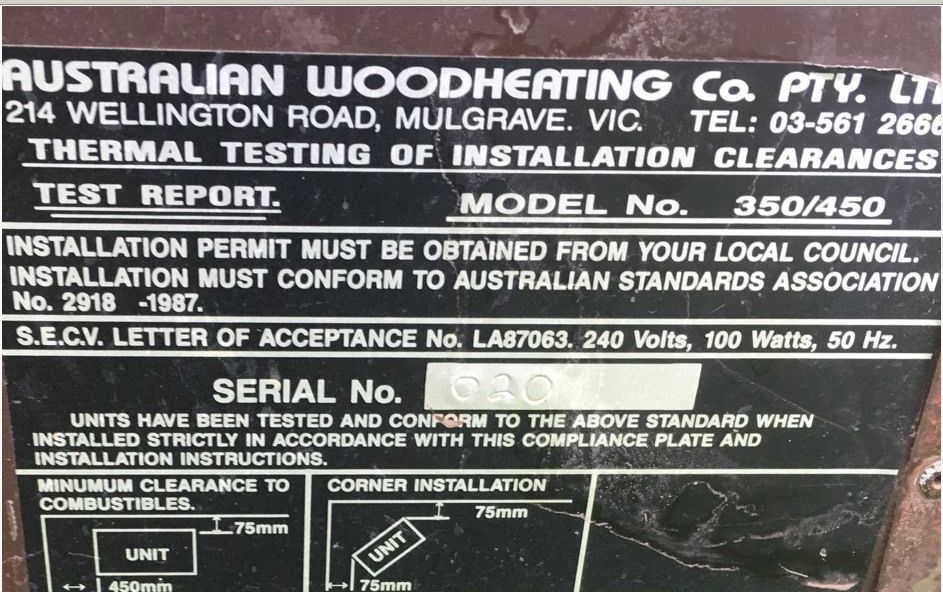 AUSTRALIAN WOODHEATING Co. PTY. LT
214 WELLINGTON ROAD, MULGRAVE. VIC. TEL: 03-561 2666
THERMAL TESTING OF INSTALLATION CLEARANCES
TEST REPORT. MODEL No. 350/450
INSTALLATION PERMIT MUST BE OBTAINED FROM YOUR LOCAL COUNCIL.
INSTALLATION MUST CONFORM TO AUSTRALIAN STANDARDS ASSOCIATION
No. 2918 -1987.
S.E.C.V. LETTER OF ACCEPTANCE No. LA87063. 240 Volts, 100 Watts, 50 Hz.
SERIAL No. 020
UNITS HAVE BEEN TESTED AND CONFORM TO THE ABOVE STANDARD WHEN
INSTALLED STRICTLY IN ACCORDANCE WITH THIS COMPLIANCE PLATE AND
INSTALLATION INSTRUCTIONS.
MINUMUM CLEARANCE TO
COMBUSTIBLES.
75mm
UNIT
450mm
CORNER INSTALLATION
75mm
UNIT
75mm